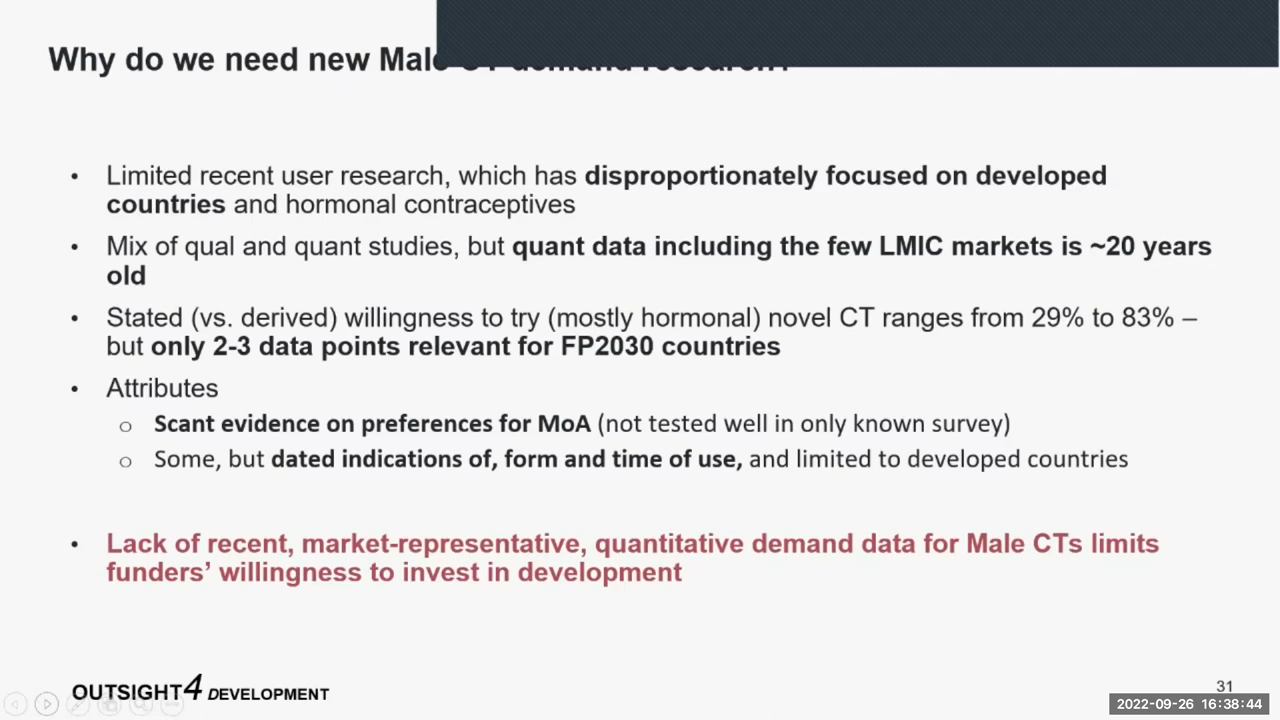 Why do we need new Male CT demand research?
• Limited recent user research, which has disproportionately focused on developed
countries and hormonal contraceptives
• Mix of qual and quant studies, but quant data including the few LMIC markets is ~20 years
old
• Stated (vs. derived) willingness to try (mostly hormonal) novel CT ranges from 29% to 83% –
but only 2-3 data points relevant for FP2030 countries
• Attributes
o Scant evidence on preferences for MoA (not tested well in only known survey)
o Some, but dated indications of, form and time of use, and limited to developed countries
• Lack of recent, market-representative, quantitative demand data for Male CTs limits
funders’ willingness to invest in development
OUTSIGHT4 DEVELOPMENT
31
2022-09-26 16:38:44